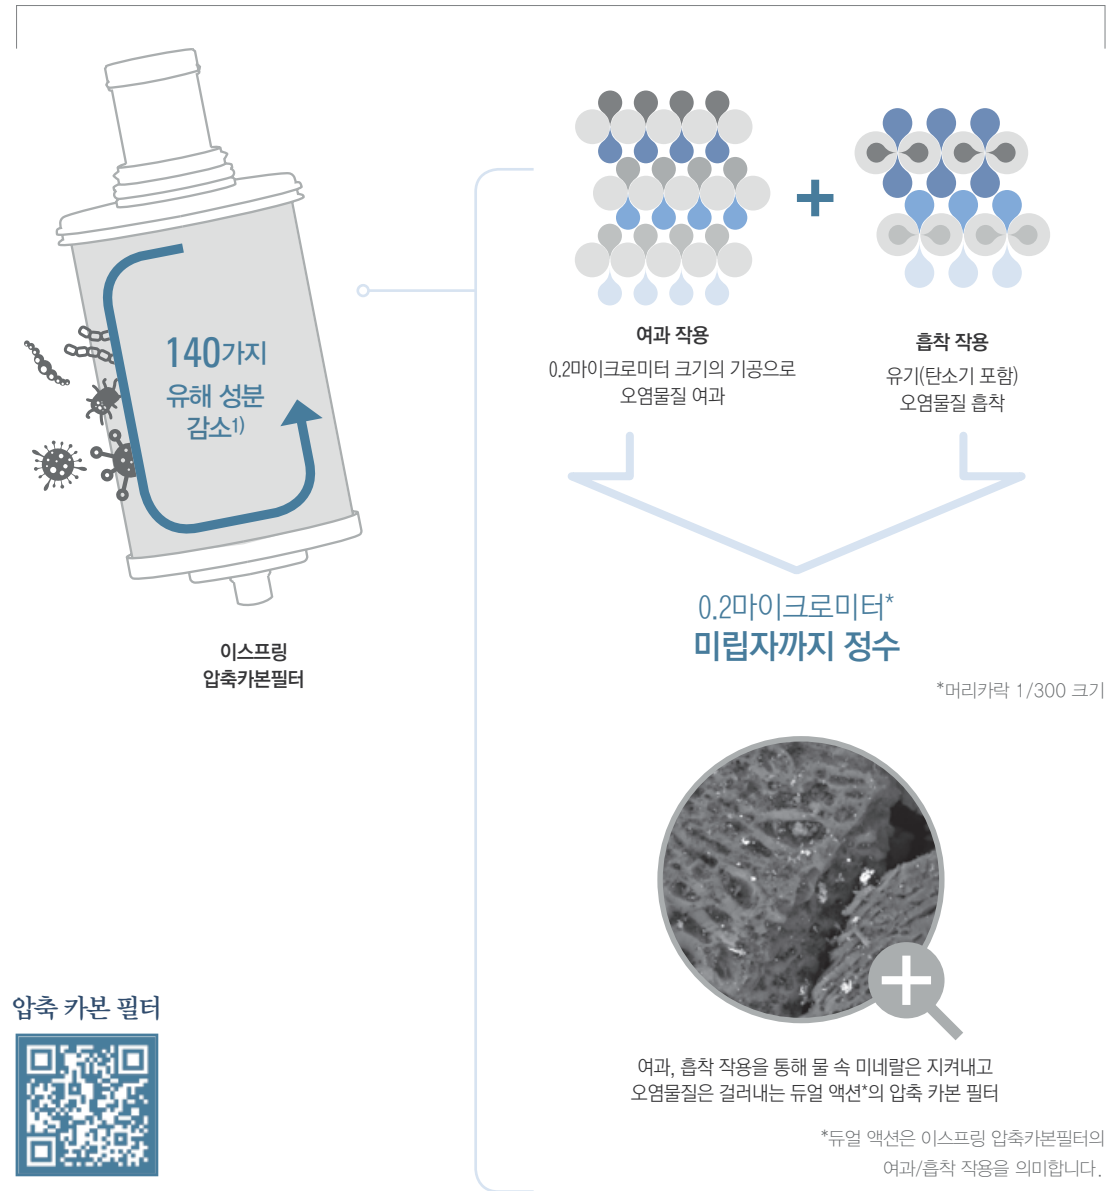 140가지
유해 성분
감소1)
이스프링
압축카본필터
여과 작용
0.2마이크로미터 크기의 기공으로
오염물질 여과
흡착 작용
유기(탄소기 포함)
오염물질 흡착
0.2마이크로미터*
미립자까지 정수
*머리카락 1/300 크기
여과, 흡착 작용을 통해 물 속 미네랄은 지켜내고
오염물질은 걸러내는 듀얼 액션*의 압축 카본 필터
*듀얼 액션은 이스프링 압축카본필터의
여과/흡착 작용을 의미합니다.
압축 카본 필터